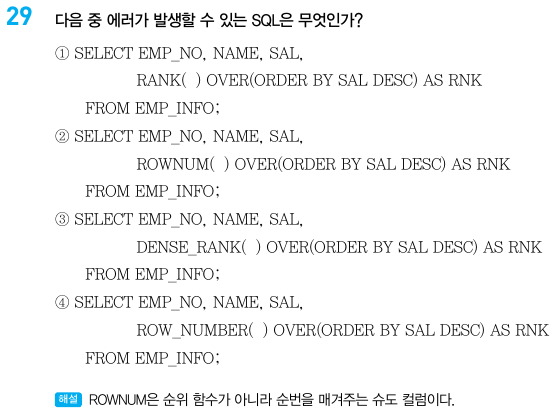 29 다음 중 에러가 발생할 수 있는 SQL은 무엇인가?
① SELECT EMP_NO, NAME, SAL,
RANK( ) OVER(ORDER BY SAL DESC) AS RNK
FROM EMP_INFO;
② SELECT EMP_NO, NAME, SAL,
ROWNUM( ) OVER(ORDER BY SAL DESC) AS RNK
FROM EMP_INFO;
③ SELECT EMP_NO, NAME, SAL,
DENSE_RANK( ) OVER(ORDER BY SAL DESC) AS RNK
FROM EMP_INFO;
④ SELECT EMP_NO, NAME, SAL,
ROW_NUMBER( ) OVER(ORDER BY SAL DESC) AS RNK
FROM EMP_INFO;
해설 ROWNUM은 순위 함수가 아니라 순번을 매겨주는 슈도 컬럼이다.